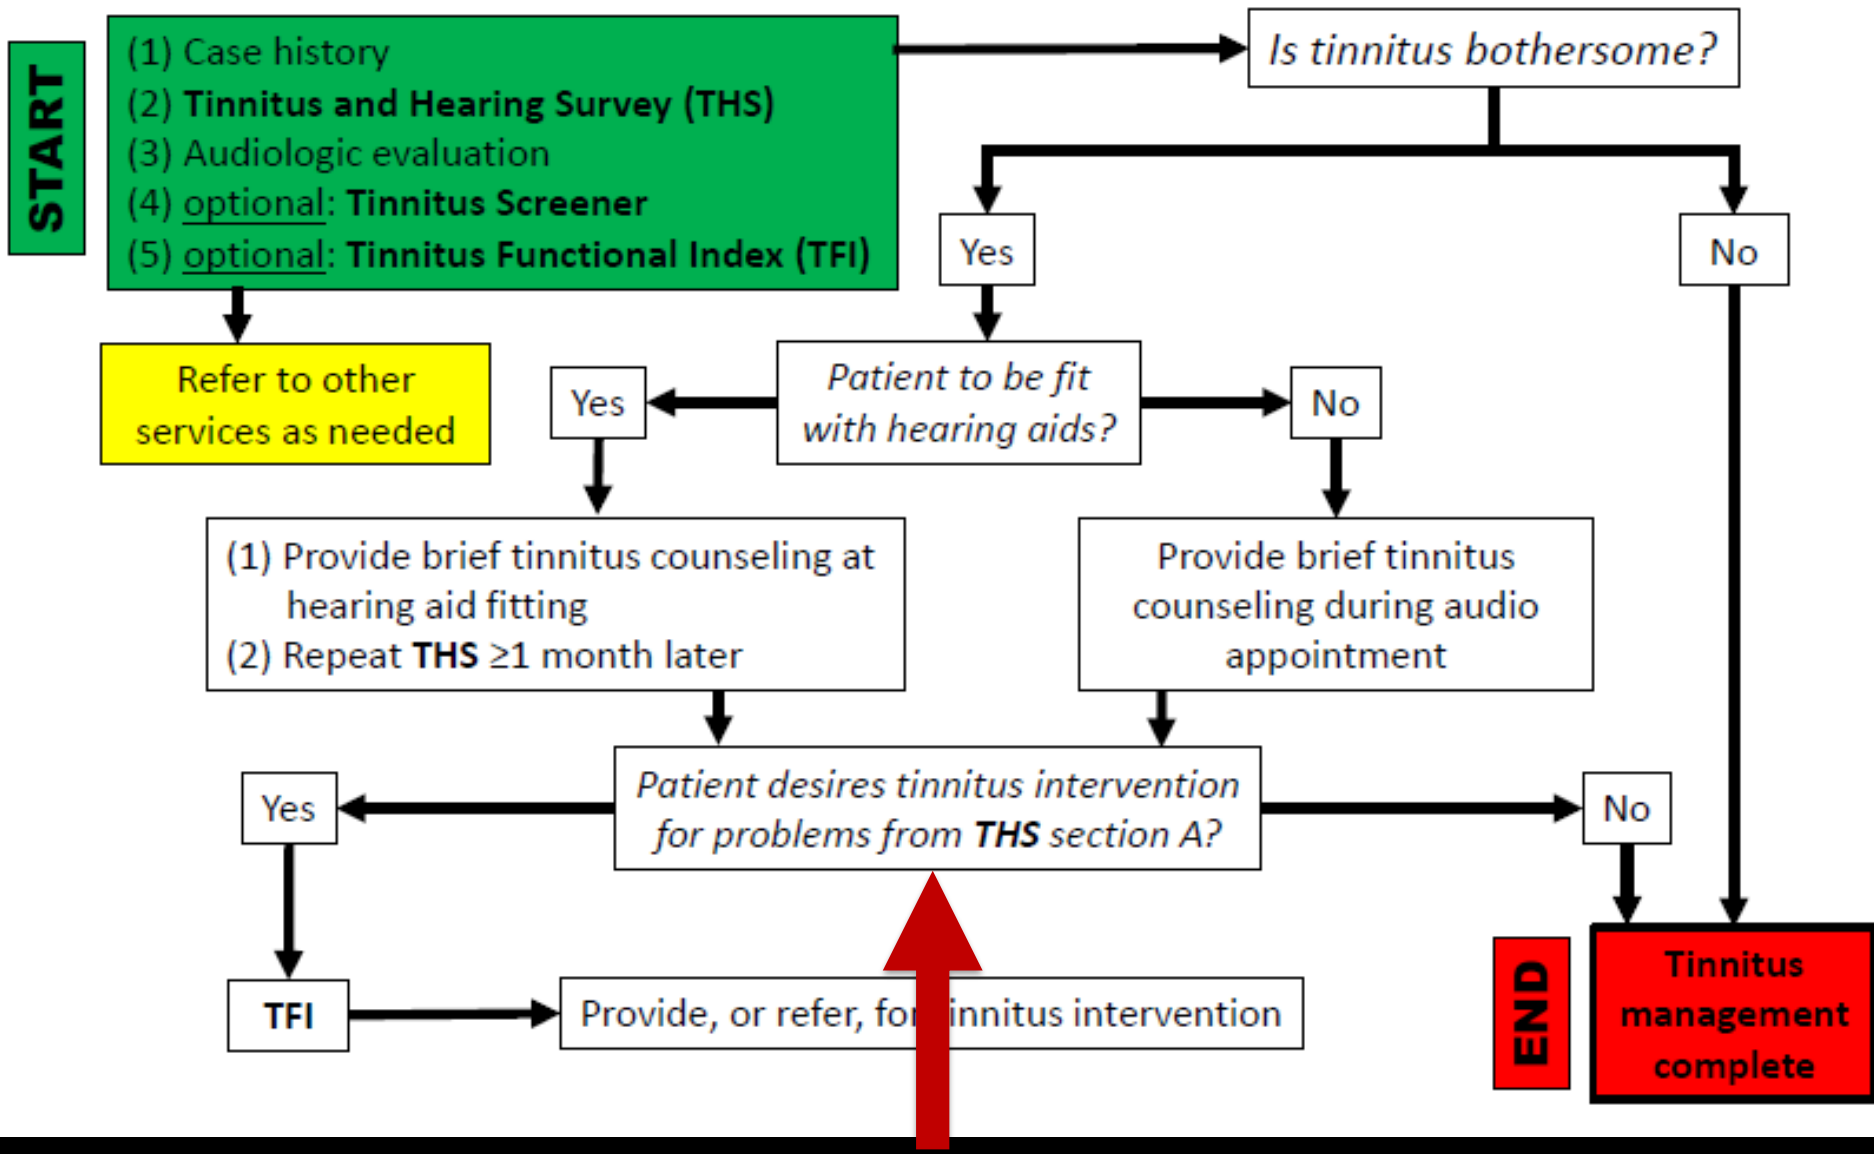 START
(1) Case history
(2) Tinnitus and Hearing Survey (THS)
(3) Audiologic evaluation
(4) optional: Tinnitus Screener
(5) optional: Tinnitus Functional Index (TFI)
Is tinnitus bothersome?
Yes
No
Refer to other
services as needed
Yes
Patient to be fit
with hearing aids?
No
(1) Provide brief tinnitus counseling at
hearing aid fitting
(2) Repeat THS ≥1 month later
Provide brief tinnitus
counseling during audio
appointment
Yes
Patient desires tinnitus intervention
for problems from THS section A?
No
TFI
Provide, or refer, for tinnitus intervention
END
Tinnitus
management
complete